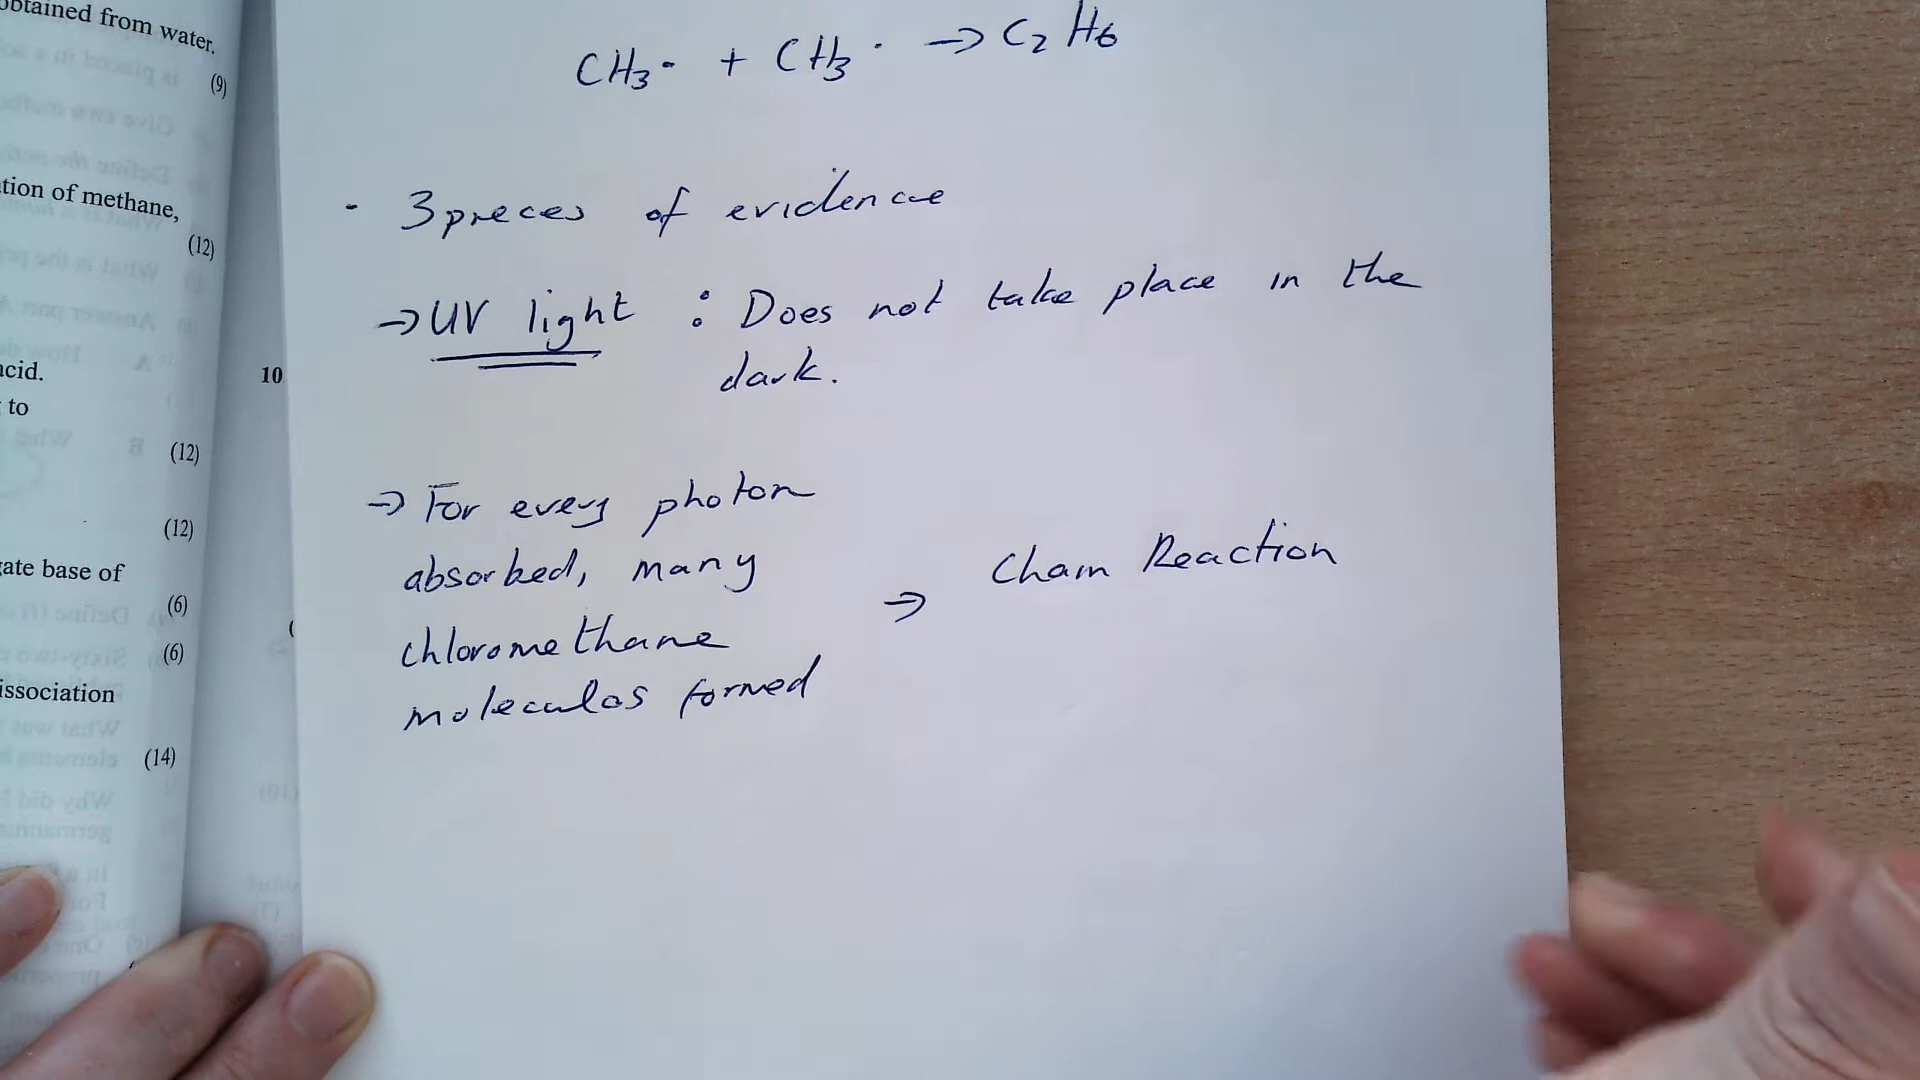 obtained from water.
(9)
CH3· + CH3· → C2H6
tion of methane,
(12)
· 3 pieces of evidence
→ UV light : Does not take place in the
dark.
acid.
to
10
(12)
→ For every photon
absorbed, many
chloromethane
molecules formed
→ Chain Reaction
(12)
gate base of
(6)
(6)
issociation
(14)